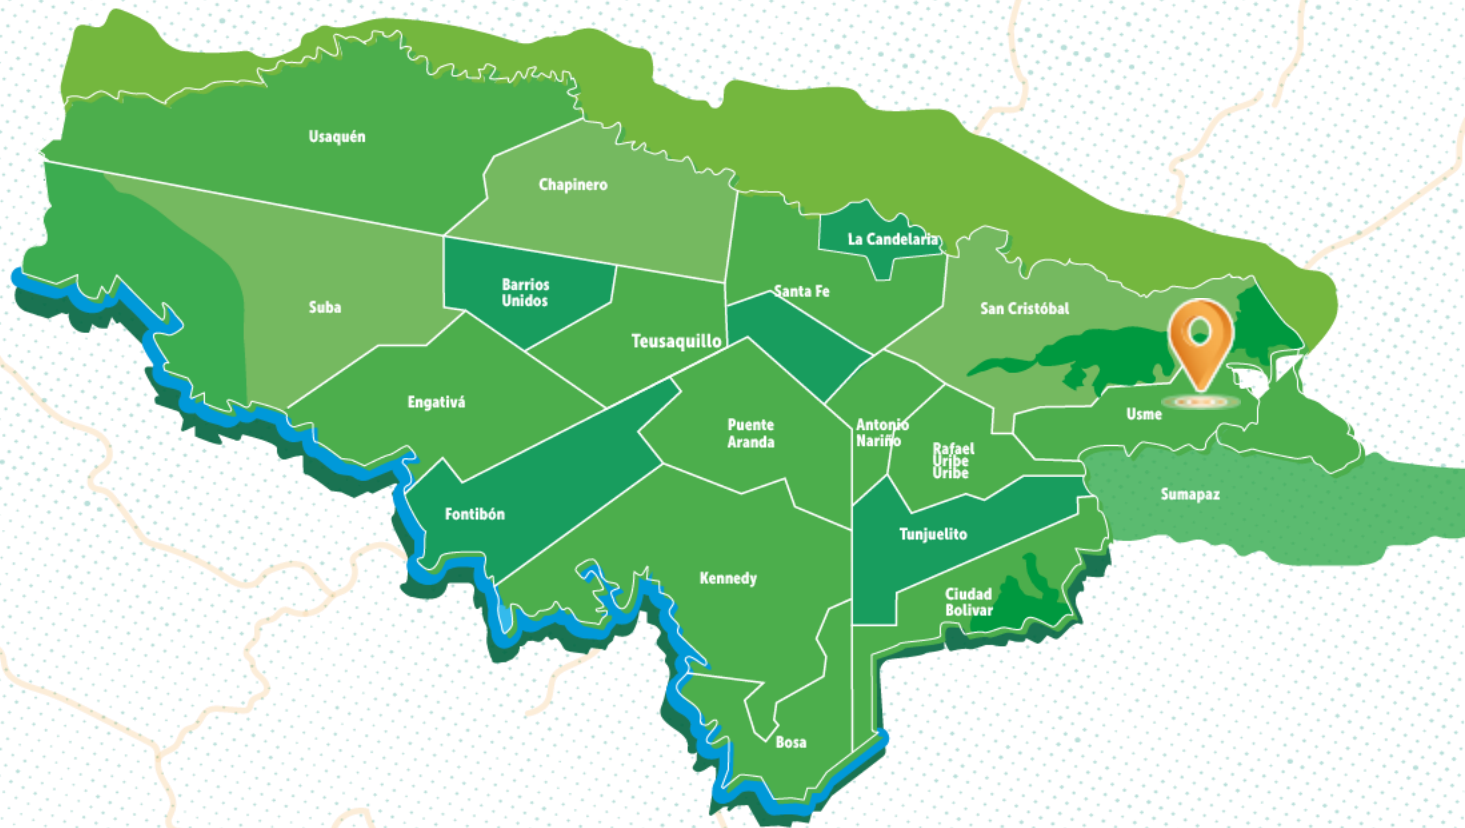 Usaquén
Chapinero
La Candelaria
Barrios
Unidos
Santa Fe
Suba
San Cristóbal
Teusaquillo
Engativá
Puente
Aranda
Antonio
Nariño
Usme
Rafael
Uribe
Uribe
Sumapaz
Fontibón
Tunjuelito
Kennedy
Ciudad
Bolivar
Bosa